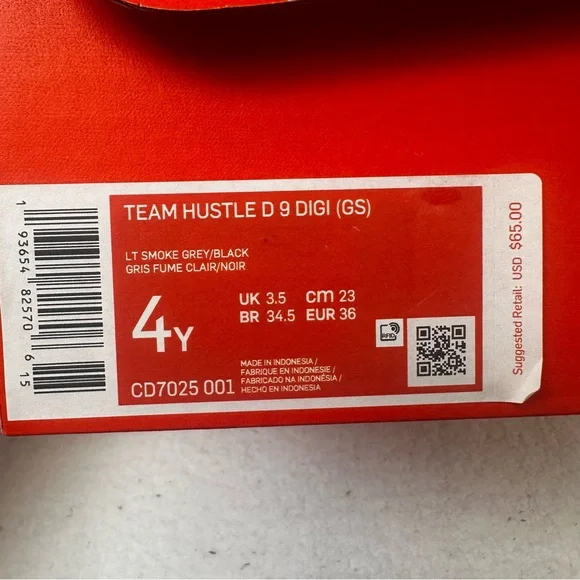 TEAM HUSTLE D 9 DIGI (GS)
LT SMOKE GREY/BLACK
GRIS FUME CLAIR/NOIR
4Y
UK 3.5 cm 23
BR 34.5 EUR 36
RFID
MADE IN INDONESIA /
FABRIQUE EN INDONESIE /
FABRICADO NA INDONÉSIA /
HECHO EN INDONESIA
CD7025 001
1 93654 82570 6 15
Suggested Retail: USD $65.00